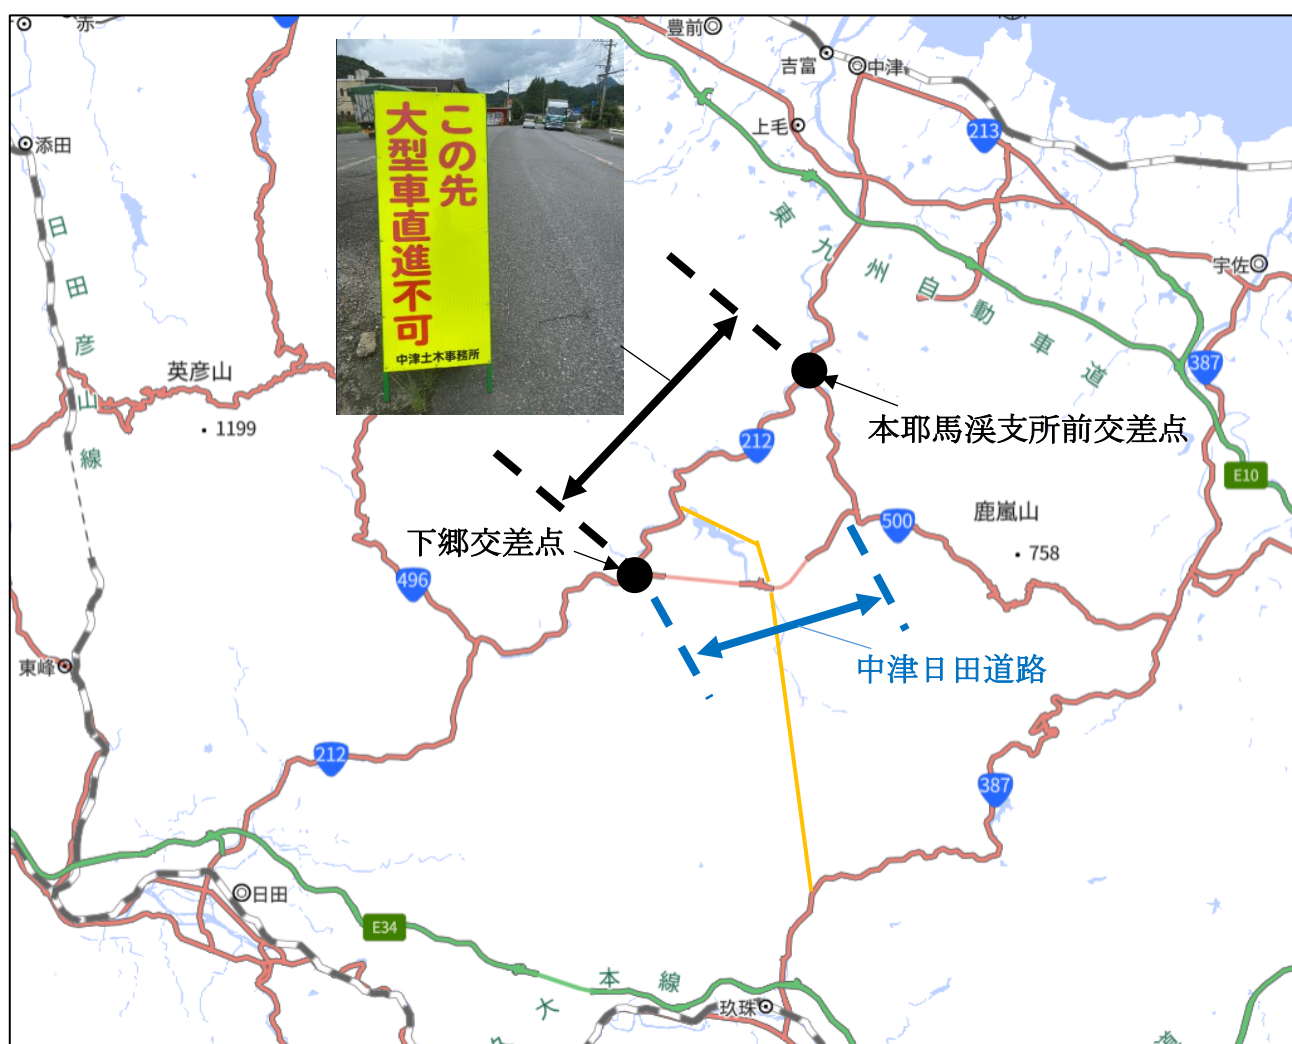 赤
豊前
吉富
中津
添田
上毛
213
この先
大型車直進不可
中津土木事務所
日田彦山線
東九州自動車道
宇佐
387
英彦山
1199
本耶馬渓支所前交差点
212
E10
鹿嵐山
758
500
下郷交差点
496
中津日田道路
東峰
212
387
日田
E34
大本線
玖珠
道